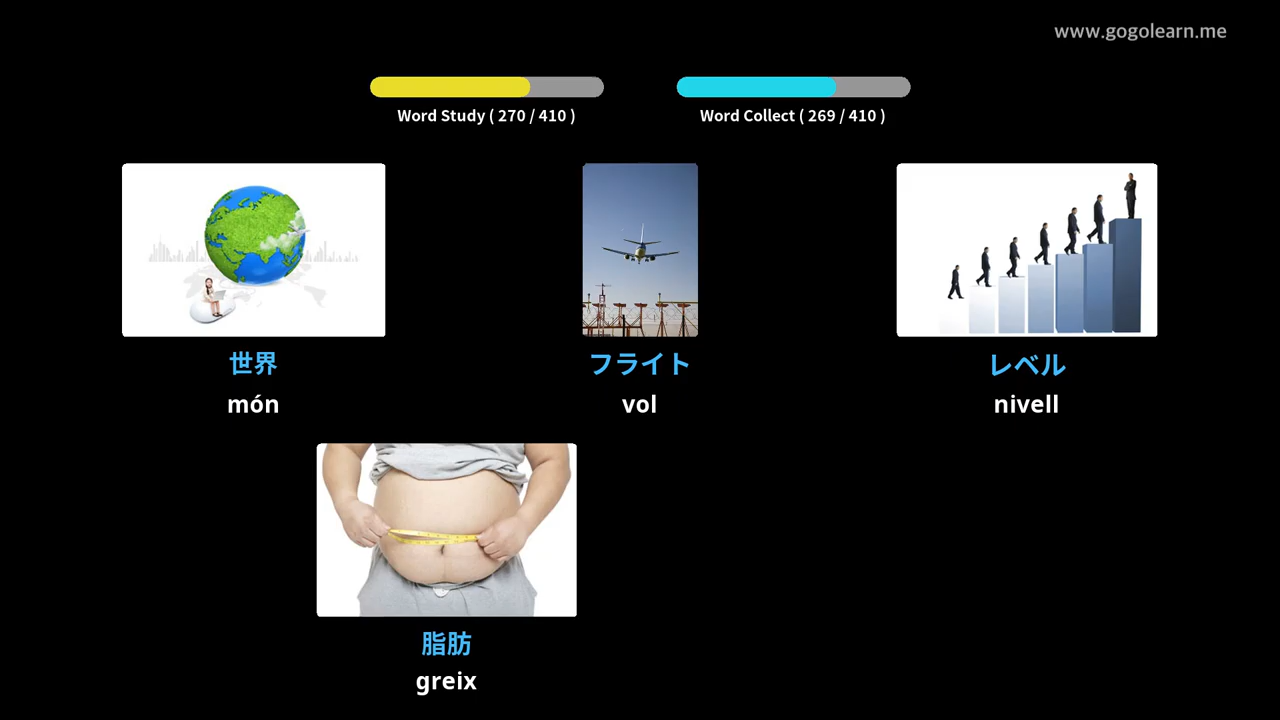 www.gogolearn.me
Word Study ( 270 / 410 )
Word Collect ( 269 / 410 )
世界
フライト
レベル
món
vol
nivell
脂肪
greix